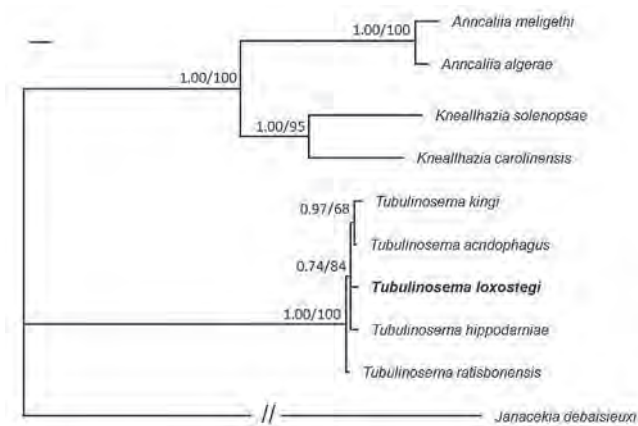 Anncaliia meligethi
1.00/100
Anncaliia algerae
1.00/100
Kneallhazia solenopsae
1.00/95
Kneallhazia carolinensis
Tubulinosema kingi
0.97/68
Tubulinosema acridophagus
0.74/84
Tubulinosema loxostegi
1.00/100
Tubulinosema hippodamiae
Tubulinosema ratisbonensis
//
Janacekia debaisieuxi